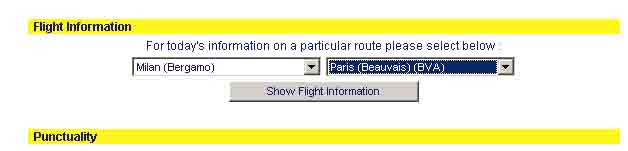 Flight Information
For today's information on a particular route please select below :
Milan (Bergamo) Paris (Beauvais) (BVA)
Show Flight Information
Punctuality